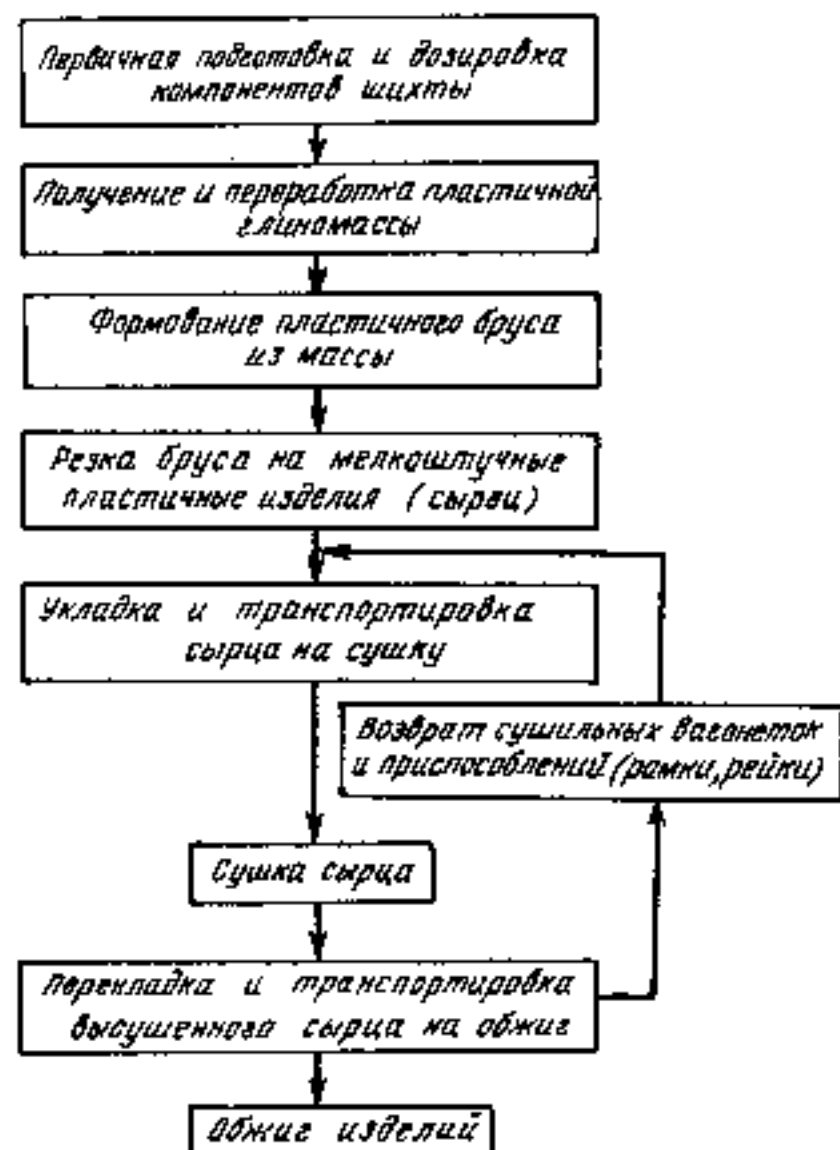 Первичная подготовка и дозировка
компонентов шихты
Получение и переработка пластичной
глиномассы
Формование пластичного бруса
из массы
Резка бруса на мелкоштучные
пластичные изделия (сырец)
Укладка и транспортировка
сырца на сушку
Возврат сушильных вагонеток
и приспособлений (рамки, рейки)
Сушка сырца
Перекладка и транспортировка
высушенного сырца на обжиг
Обжиг изделий